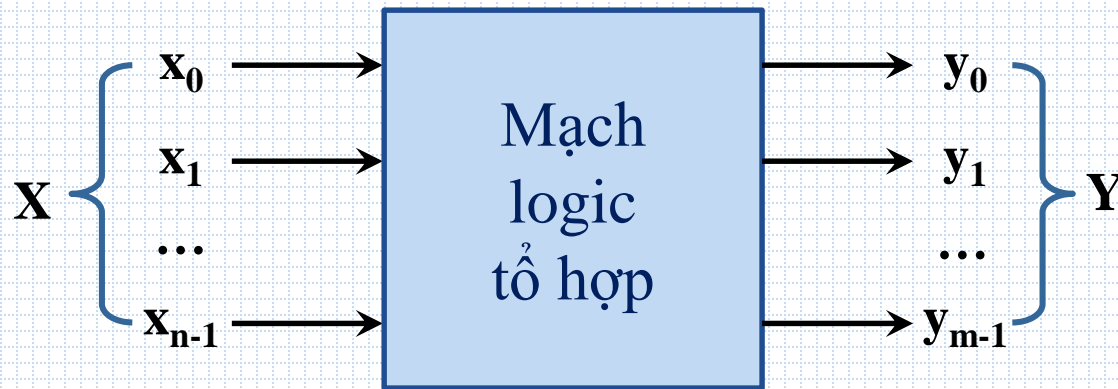 x₀
y₀
Mạch
x₁
y₁
X
logic
Y
...
...
tổ hợp
xₙ₋₁
yₘ₋₁